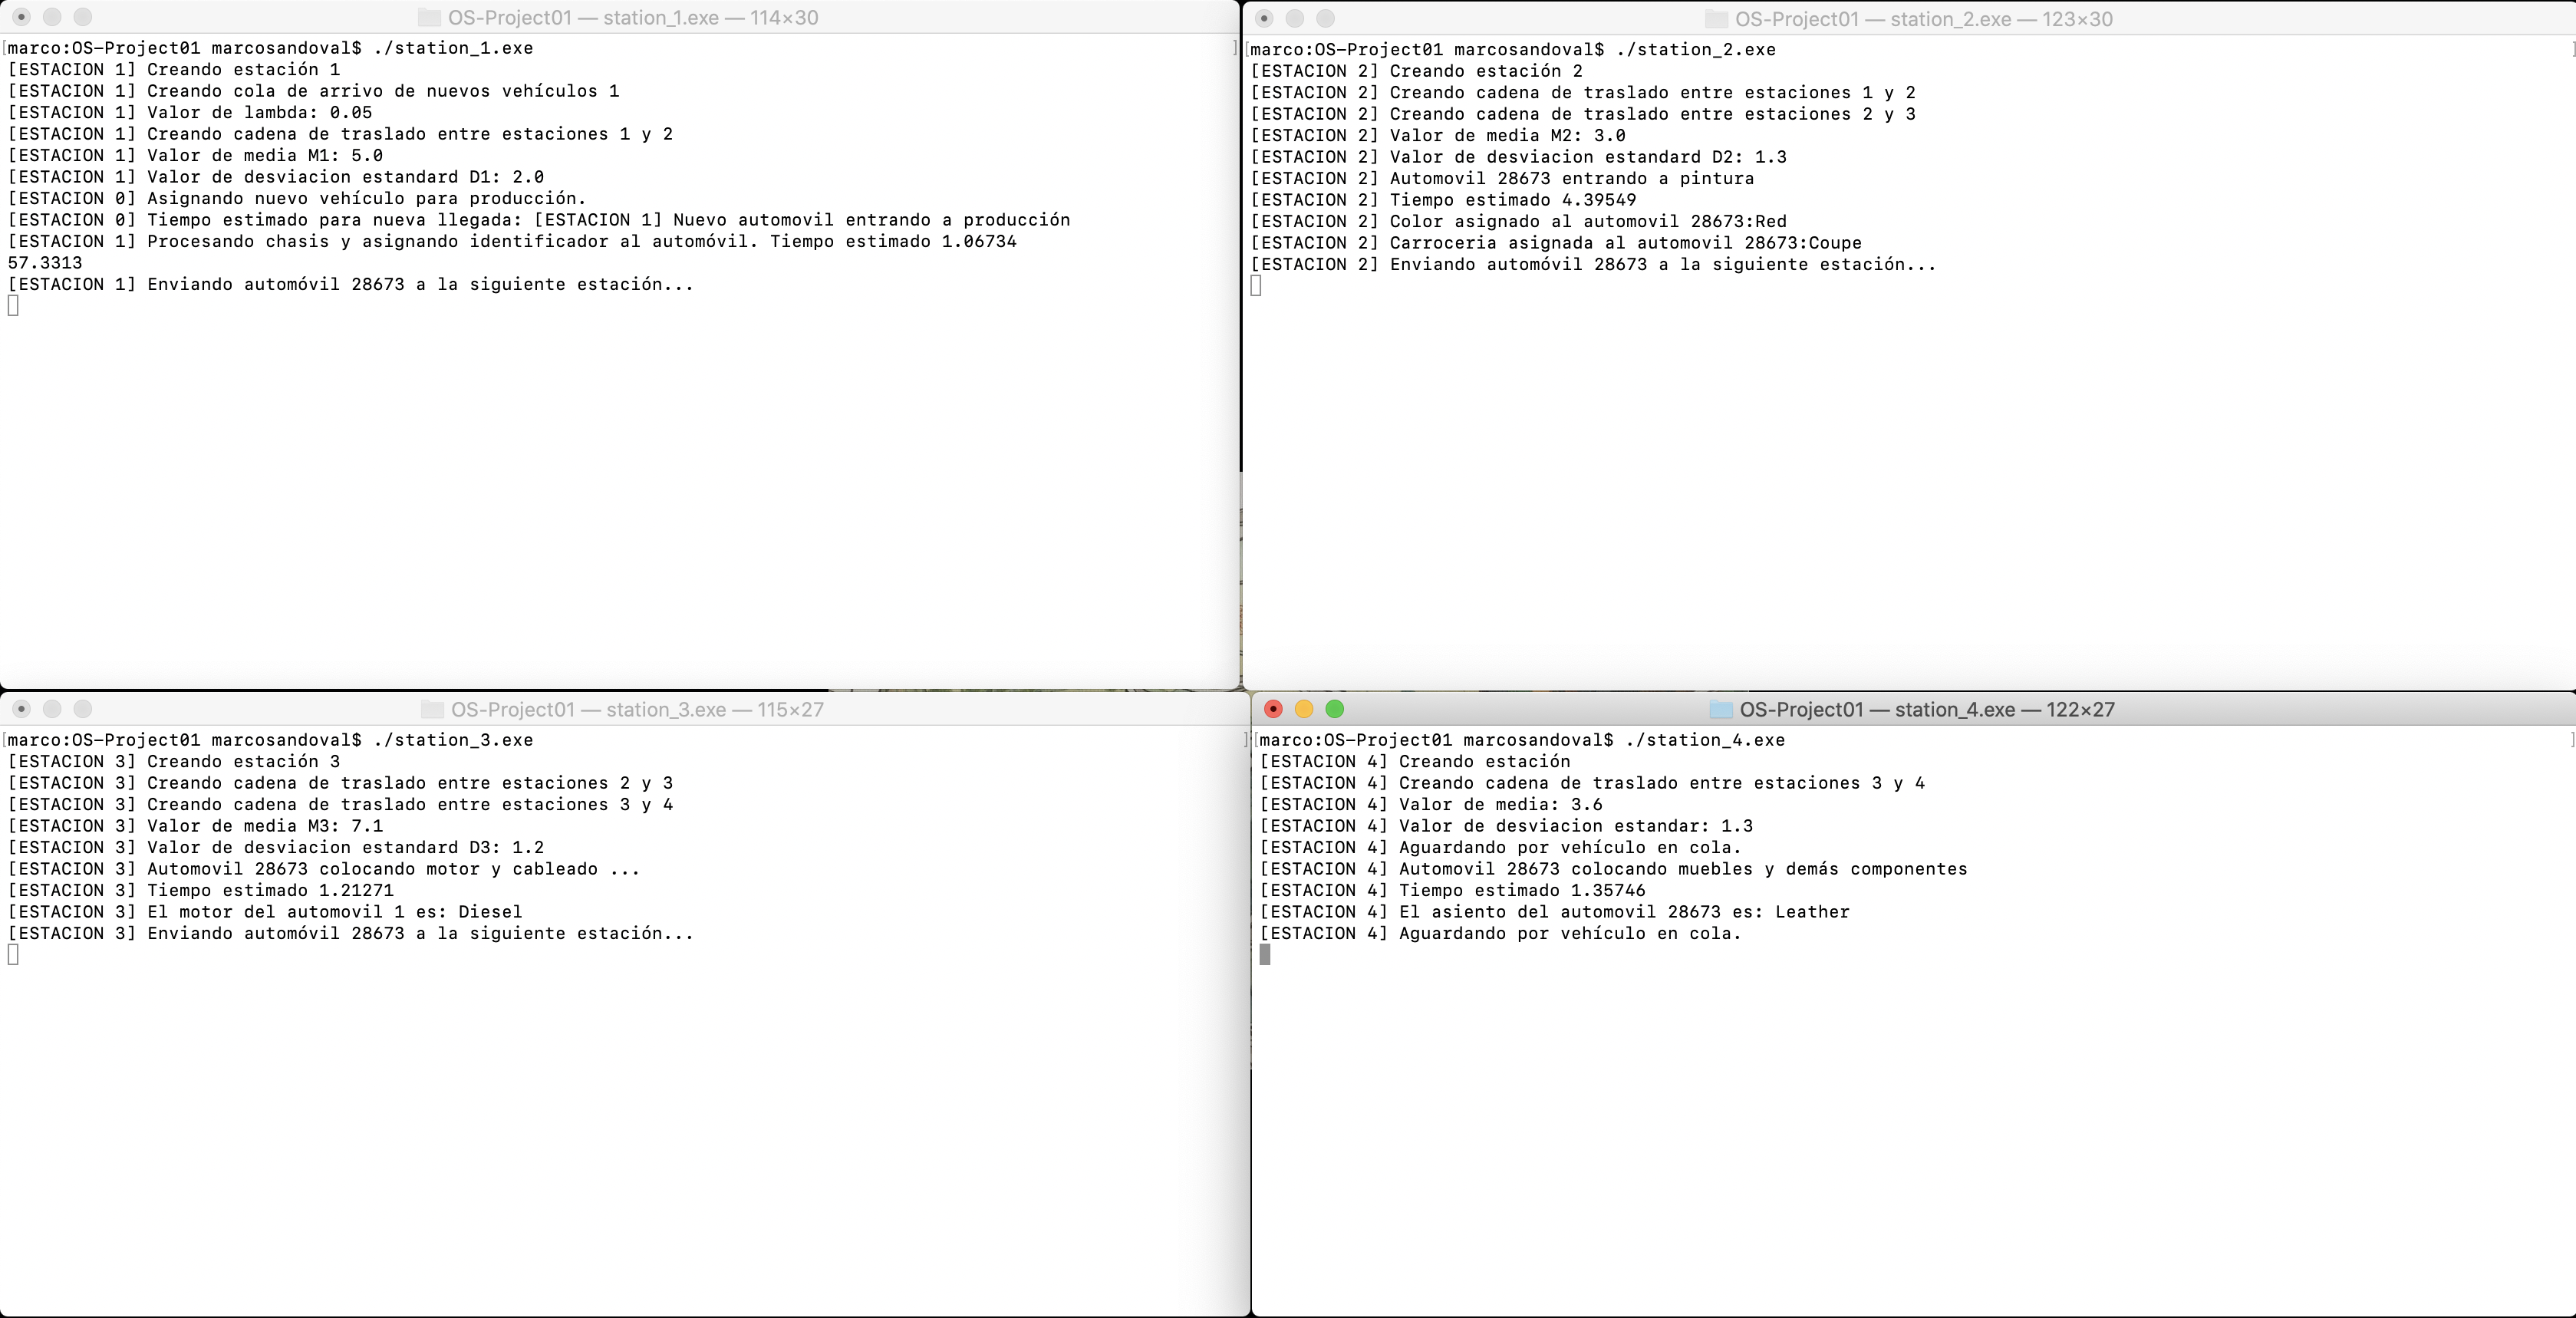 OS-Project01 — station_1.exe — 114×30
marco:OS-Project01 marcosandoval$ ./station_1.exe
[ESTACION 1] Creando estación 1
[ESTACION 1] Creando cola de arrivo de nuevos vehículos 1
[ESTACION 1] Valor de lambda: 0.05
[ESTACION 1] Creando cadena de traslado entre estaciones 1 y 2
[ESTACION 1] Valor de media M1: 5.0
[ESTACION 1] Valor de desviacion estandard D1: 2.0
[ESTACION 0] Asignando nuevo vehículo para producción.
[ESTACION 0] Tiempo estimado para nueva llegada: [ESTACION 1] Nuevo automovil entrando a producción
[ESTACION 1] Procesando chasis y asignando identificador al automóvil. Tiempo estimado 1.06734
57.3313
[ESTACION 1] Enviando automóvil 28673 a la siguiente estación...
OS-Project01 — station_2.exe — 123×30
marco:OS-Project01 marcosandoval$ ./station_2.exe
[ESTACION 2] Creando estación 2
[ESTACION 2] Creando cadena de traslado entre estaciones 1 y 2
[ESTACION 2] Creando cadena de traslado entre estaciones 2 y 3
[ESTACION 2] Valor de media M2: 3.0
[ESTACION 2] Valor de desviacion estandard D2: 1.3
[ESTACION 2] Automovil 28673 entrando a pintura
[ESTACION 2] Tiempo estimado 4.39549
[ESTACION 2] Color asignado al automovil 28673:Red
[ESTACION 2] Carroceria asignada al automovil 28673:Coupe
[ESTACION 2] Enviando automóvil 28673 a la siguiente estación...
OS-Project01 — station_3.exe — 115×27
marco:OS-Project01 marcosandoval$ ./station_3.exe
[ESTACION 3] Creando estación 3
[ESTACION 3] Creando cadena de traslado entre estaciones 2 y 3
[ESTACION 3] Creando cadena de traslado entre estaciones 3 y 4
[ESTACION 3] Valor de media M3: 7.1
[ESTACION 3] Valor de desviacion estandard D3: 1.2
[ESTACION 3] Automovil 28673 colocando motor y cableado ...
[ESTACION 3] Tiempo estimado 1.21271
[ESTACION 3] El motor del automovil 1 es: Diesel
[ESTACION 3] Enviando automóvil 28673 a la siguiente estación...
OS-Project01 — station_4.exe — 122×27
marco:OS-Project01 marcosandoval$ ./station_4.exe
[ESTACION 4] Creando estación
[ESTACION 4] Creando cadena de traslado entre estaciones 3 y 4
[ESTACION 4] Valor de media: 3.6
[ESTACION 4] Valor de desviacion estandar: 1.3
[ESTACION 4] Aguardando por vehículo en cola.
[ESTACION 4] Automovil 28673 colocando muebles y demás componentes
[ESTACION 4] Tiempo estimado 1.35746
[ESTACION 4] El asiento del automovil 28673 es: Leather
[ESTACION 4] Aguardando por vehículo en cola.